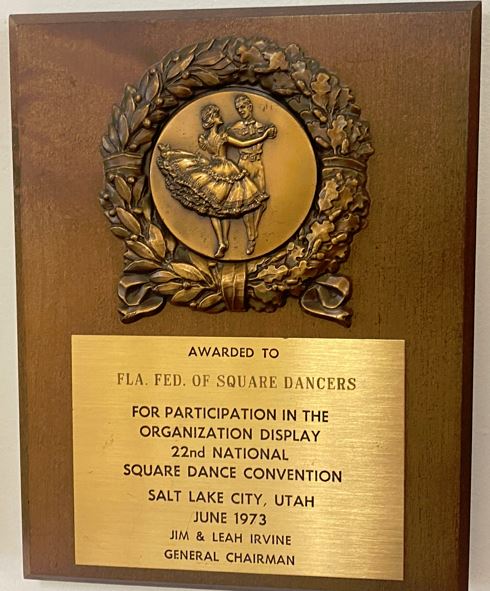 AWARDED TO
FLA. FED. OF SQUARE DANCERS
FOR PARTICIPATION IN THE
ORGANIZATION DISPLAY
22nd NATIONAL
SQUARE DANCE CONVENTION
SALT LAKE CITY, UTAH
JUNE 1973
JIM & LEAH IRVINE
GENERAL CHAIRMAN